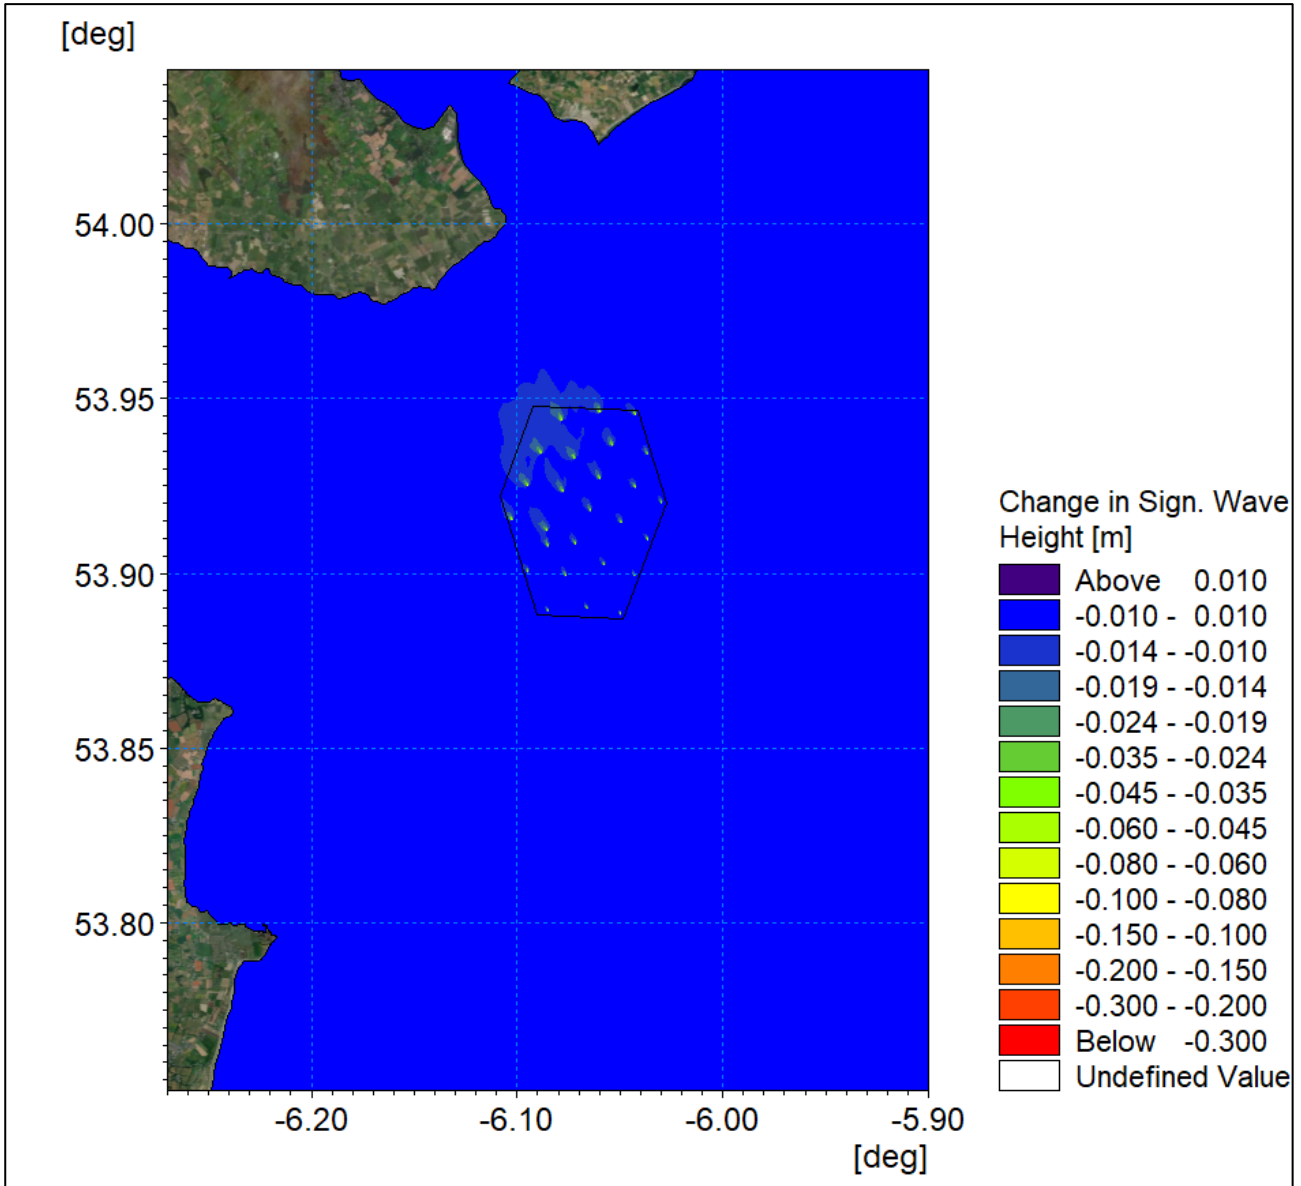 [deg]
54.00
53.95
53.90
53.85
53.80
-6.20
-6.10
-6.00
-5.90
[deg]
Change in Sign. Wave
Height [m]
Above 0.010
-0.010 - 0.010
-0.014 - -0.010
-0.019 - -0.014
-0.024 - -0.019
-0.035 - -0.024
-0.045 - -0.035
-0.060 - -0.045
-0.080 - -0.060
-0.100 - -0.080
-0.150 - -0.100
-0.200 - -0.150
-0.300 - -0.200
Below -0.300
Undefined Value